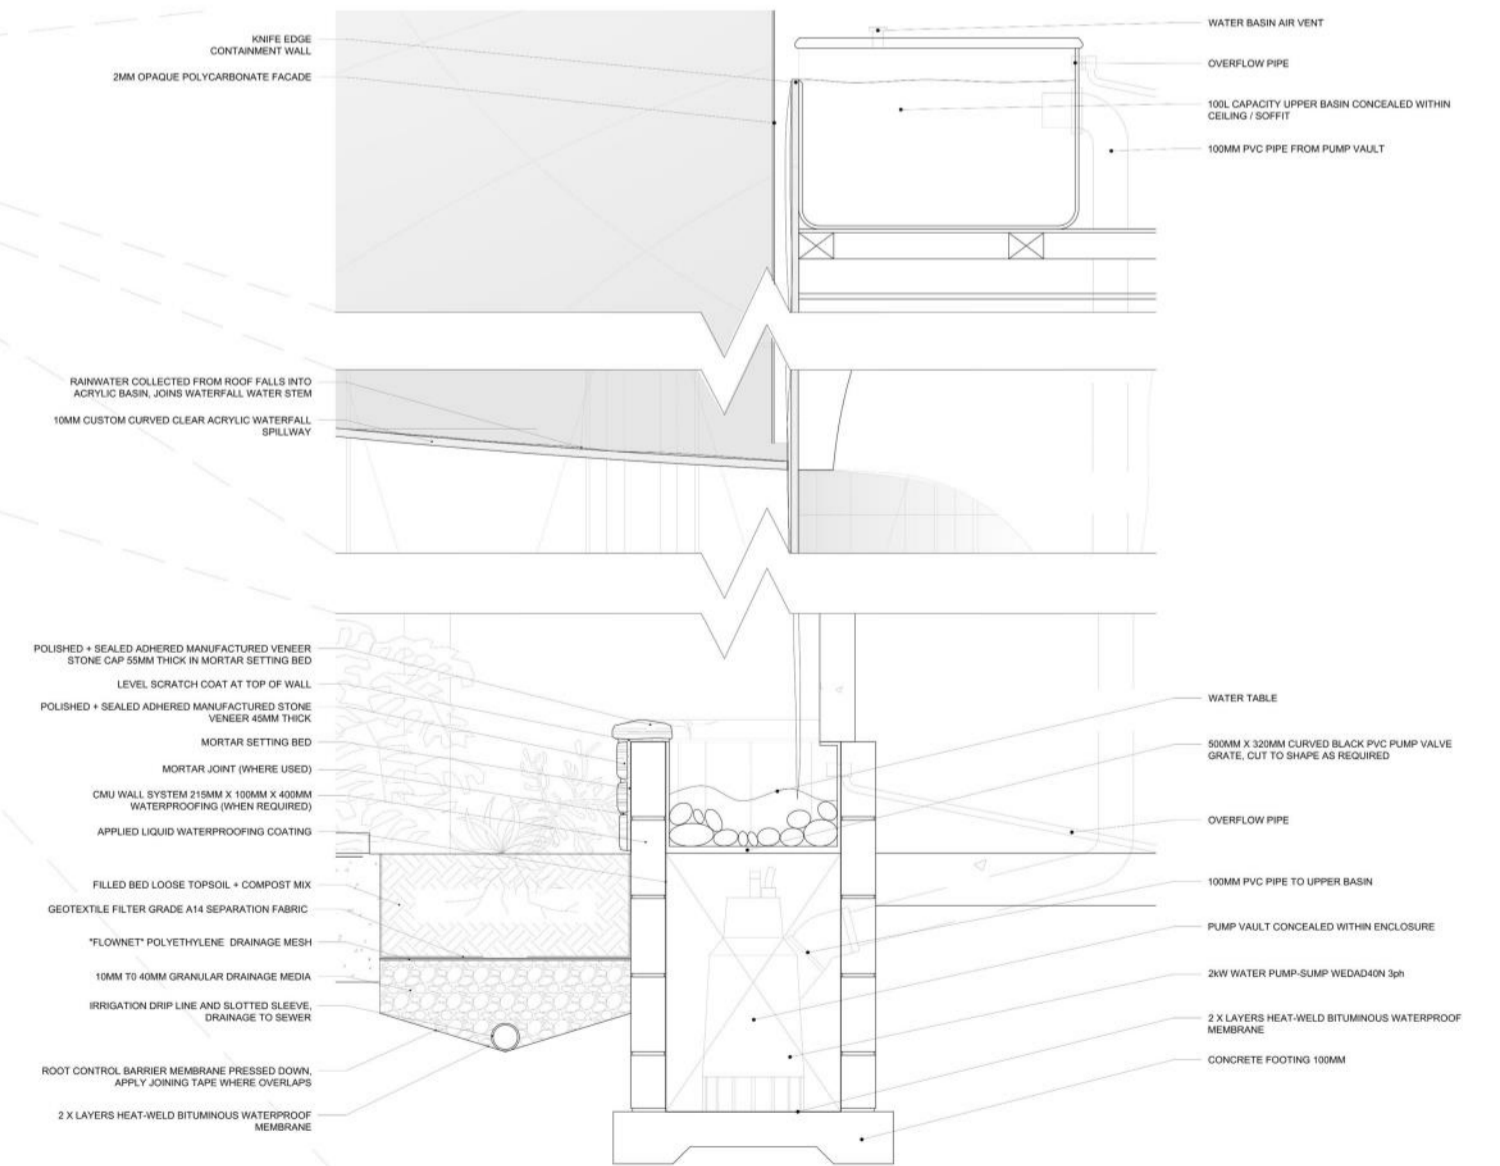 KNIFE EDGE
CONTAINMENT WALL
2MM OPAQUE POLYCARBONATE FACADE
RAINWATER COLLECTED FROM ROOF FALLS INTO
ACRYLIC BASIN, JOINS WATERFALL WATER STEM
10MM CUSTOM CURVED CLEAR ACRYLIC WATERFALL
SPILLWAY
POLISHED + SEALED ADHERED MANUFACTURED VENEER
STONE CAP 55MM THICK IN MORTAR SETTING BED
LEVEL SCRATCH COAT AT TOP OF WALL
POLISHED + SEALED ADHERED MANUFACTURED STONE
VENEER 45MM THICK
MORTAR SETTING BED
MORTAR JOINT (WHERE USED)
CMU WALL SYSTEM 215MM X 100MM X 400MM
WATERPROOFING (WHEN REQUIRED)
APPLIED LIQUID WATERPROOFING COATING
FILLED BED LOOSE TOPSOIL + COMPOST MIX
GEOTEXTILE FILTER GRADE A14 SEPARATION FABRIC
"FLOWNET" POLYETHYLENE DRAINAGE MESH
10MM T0 40MM GRANULAR DRAINAGE MEDIA
IRRIGATION DRIP LINE AND SLOTTED SLEEVE,
DRAINAGE TO SEWER
ROOT CONTROL BARRIER MEMBRANE PRESSED DOWN,
APPLY JOINING TAPE WHERE OVERLAPS
2 X LAYERS HEAT-WELD BITUMINOUS WATERPROOF
MEMBRANE
WATER BASIN AIR VENT
OVERFLOW PIPE
100L CAPACITY UPPER BASIN CONCEALED WITHIN
CEILING / SOFFIT
100MM PVC PIPE FROM PUMP VAULT
WATER TABLE
500MM X 320MM CURVED BLACK PVC PUMP VALVE
GRATE, CUT TO SHAPE AS REQUIRED
OVERFLOW PIPE
100MM PVC PIPE TO UPPER BASIN
PUMP VAULT CONCEALED WITHIN ENCLOSURE
2kW WATER PUMP-SUMP WEDAD40N 3ph
2 X LAYERS HEAT-WELD BITUMINOUS WATERPROOF
MEMBRANE
CONCRETE FOOTING 100MM